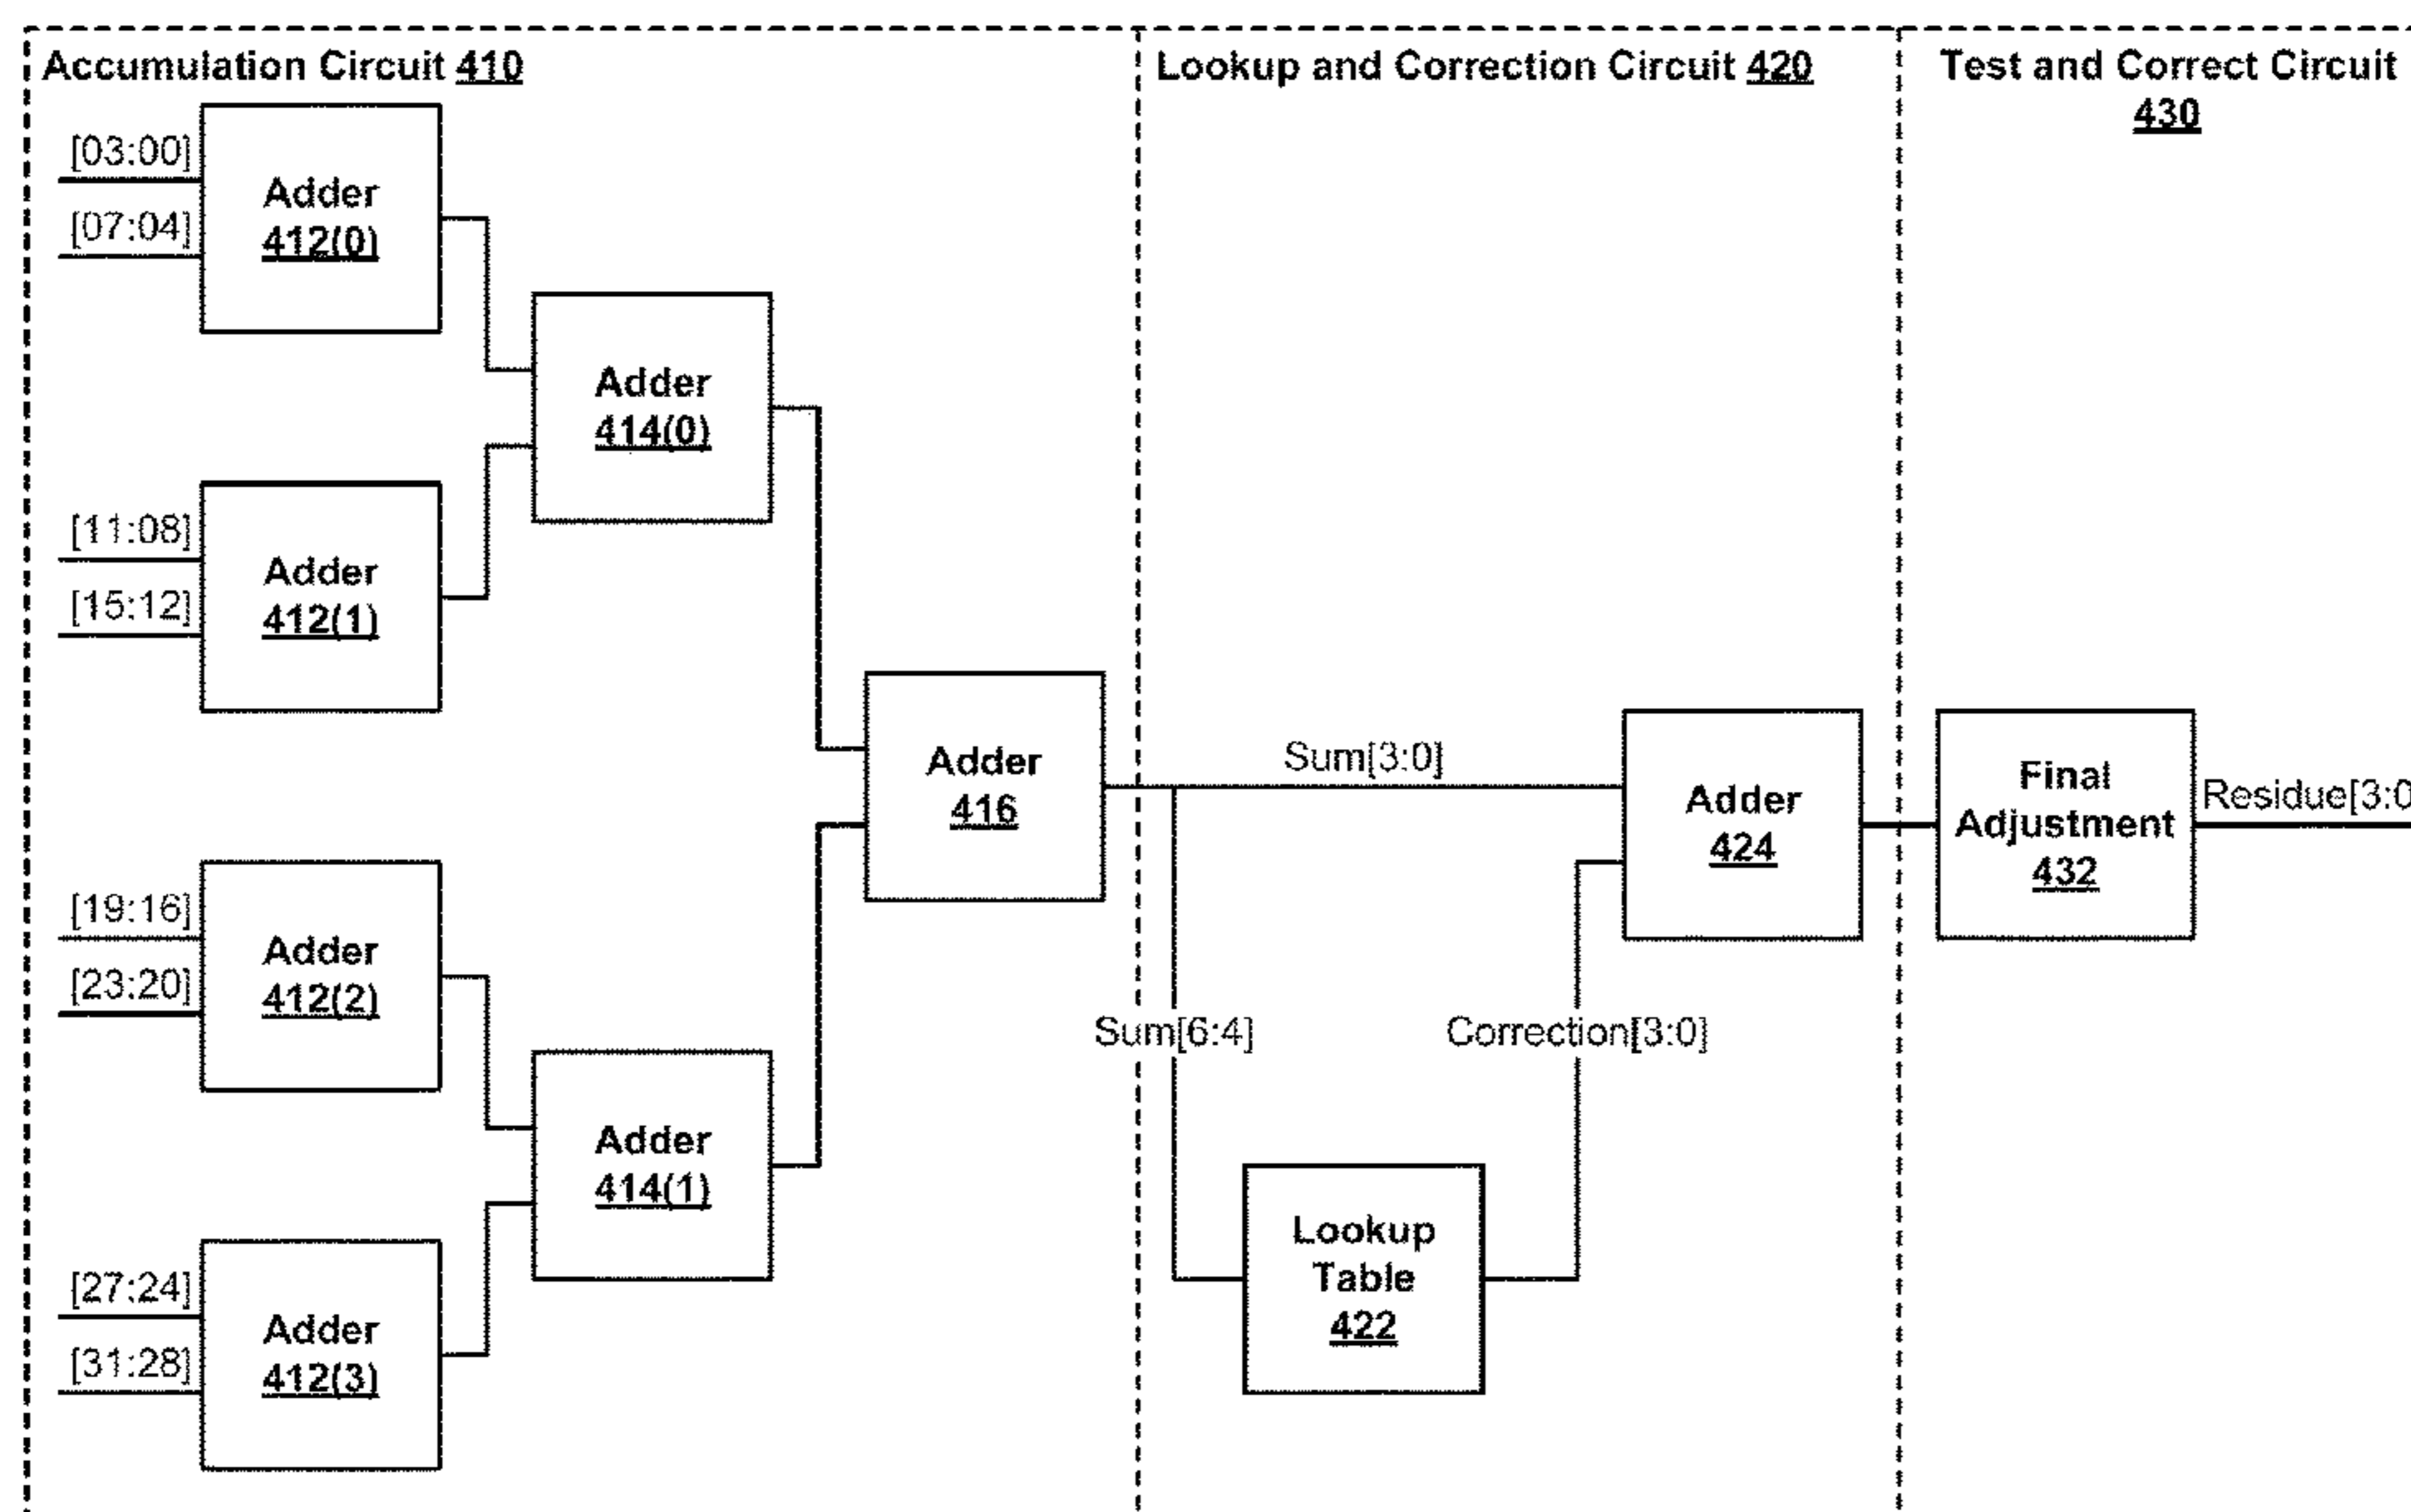 Accumulation Circuit 410
[03:00]
[07:04]
Adder
412(0)
Adder
414(0)
[11:08]
[15:12]
Adder
412(1)
Adder
416
[19:16]
[23:20]
Adder
412(2)
Adder
414(1)
[27:24]
[31:28]
Adder
412(3)
Lookup and Correction Circuit 420
Sum[3:0]
Adder
424
Sum[6:4]
Correction[3:0]
Lookup
Table
422
Test and Correct Circuit
430
Final
Adjustment
432
Residue[3:0